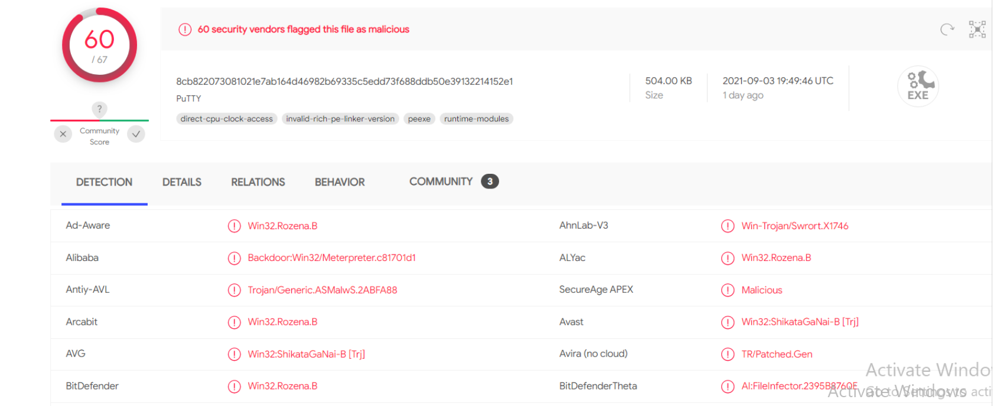 60
/ 67
60 security vendors flagged this file as malicious
8cb822073081021e7ab164d46982b69335c5edd73f688ddb50e39132214152e1
PuTTY
direct-cpu-clock-access invalid-rich-pe-linker-version peexe runtime-modules
504.00 KB
Size
2021-09-03 19:49:46 UTC
1 day ago
EXE
?
Community
Score
DETECTION DETAILS RELATIONS BEHAVIOR COMMUNITY 3
Ad-Aware Win32.Rozena.B AhnLab-V3 Win-Trojan/Swrort.X1746
Alibaba Backdoor:Win32/Meterpreter.c81701d1 ALYac Win32.Rozena.B
Antiy-AVL Trojan/Generic.ASMalwS.2ABFA88 SecureAge APEX Malicious
Arcabit Win32.Rozena.B Avast Win32:ShikataGaNai-B [Trj]
AVG Win32:ShikataGaNai-B [Trj] Avira (no cloud) TR/Patched.Gen
Activate Windo
BitDefender Win32.Rozena.B BitDefenderTheta AI:FileInfector.2395B8760E
Activate Windows
Go to Settings to acti